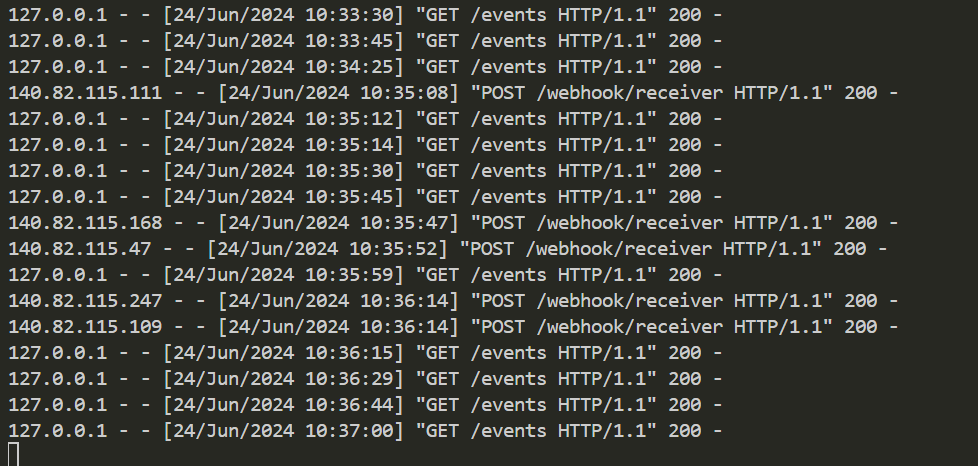 127.0.0.1 - - [24/Jun/2024 10:33:30] "GET /events HTTP/1.1" 200 -
127.0.0.1 - - [24/Jun/2024 10:33:45] "GET /events HTTP/1.1" 200 -
127.0.0.1 - - [24/Jun/2024 10:34:25] "GET /events HTTP/1.1" 200 -
140.82.115.111 - - [24/Jun/2024 10:35:08] "POST /webhook/receiver HTTP/1.1" 200 -
127.0.0.1 - - [24/Jun/2024 10:35:12] "GET /events HTTP/1.1" 200 -
127.0.0.1 - - [24/Jun/2024 10:35:14] "GET /events HTTP/1.1" 200 -
127.0.0.1 - - [24/Jun/2024 10:35:30] "GET /events HTTP/1.1" 200 -
127.0.0.1 - - [24/Jun/2024 10:35:45] "GET /events HTTP/1.1" 200 -
140.82.115.168 - - [24/Jun/2024 10:35:47] "POST /webhook/receiver HTTP/1.1" 200 -
140.82.115.47 - - [24/Jun/2024 10:35:52] "POST /webhook/receiver HTTP/1.1" 200 -
127.0.0.1 - - [24/Jun/2024 10:35:59] "GET /events HTTP/1.1" 200 -
140.82.115.247 - - [24/Jun/2024 10:36:14] "POST /webhook/receiver HTTP/1.1" 200 -
140.82.115.109 - - [24/Jun/2024 10:36:14] "POST /webhook/receiver HTTP/1.1" 200 -
127.0.0.1 - - [24/Jun/2024 10:36:15] "GET /events HTTP/1.1" 200 -
127.0.0.1 - - [24/Jun/2024 10:36:29] "GET /events HTTP/1.1" 200 -
127.0.0.1 - - [24/Jun/2024 10:36:44] "GET /events HTTP/1.1" 200 -
127.0.0.1 - - [24/Jun/2024 10:37:00] "GET /events HTTP/1.1" 200 -